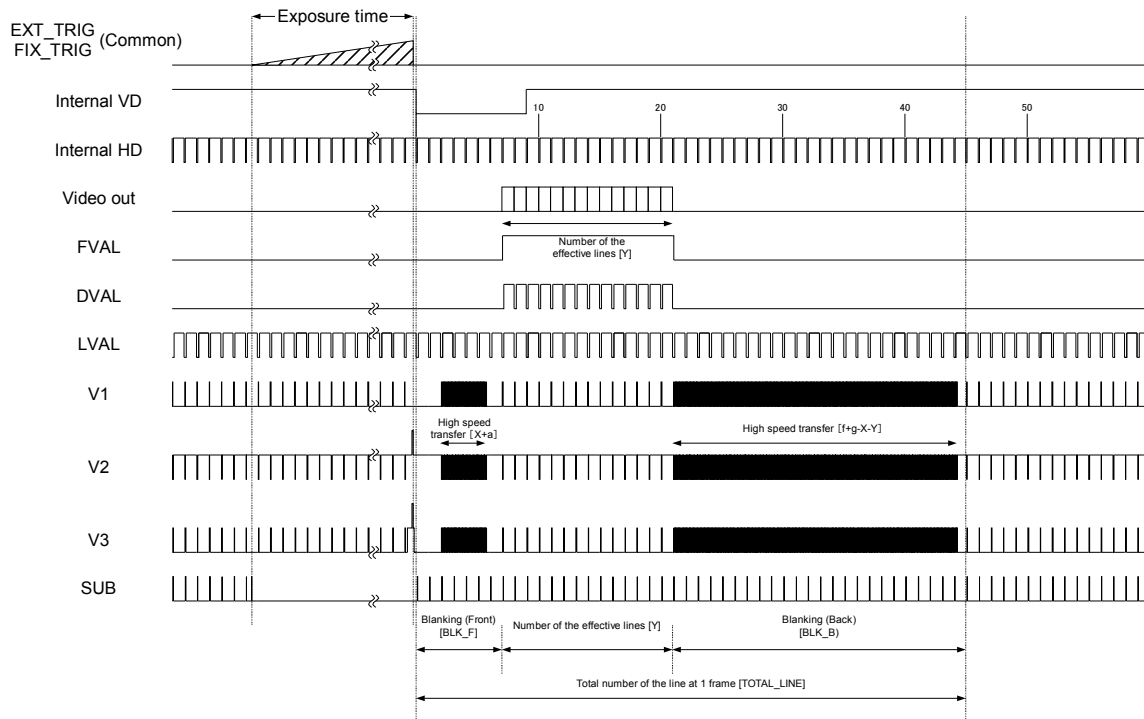 Exposure time
EXT_TRIG
FIX_TRIG (Common)
Internal VD
10 20 30 40 50
Internal HD
Video out
FVAL
Number of the
effective lines [Y]
DVAL
LVAL
V1
High speed
transfer [X+a]
High speed transfer [f+g-X-Y]
V2
V3
SUB
Blanking (Front)
[BLK_F]
Number of the effective lines [Y]
Blanking (Back)
[BLK_B)
Total number of the line at 1 frame [TOTAL_LINE]